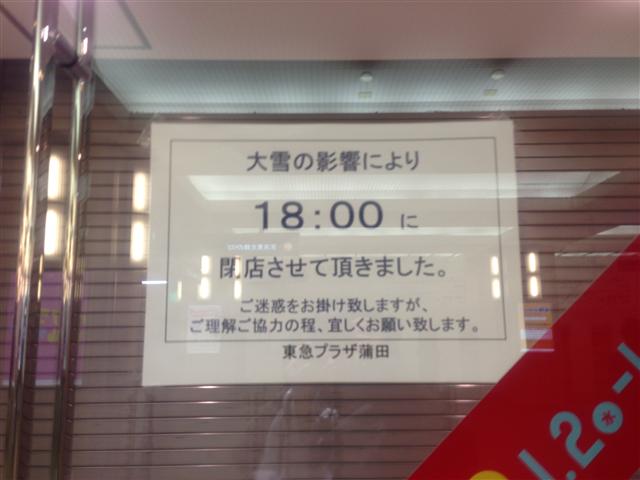 大雪の影響により
18:00 に
閉店させて頂きました。
ご迷惑をお掛け致しますが、
ご理解ご協力の程、宜しくお願い致します。
東急プラザ蒲田
1.2 水